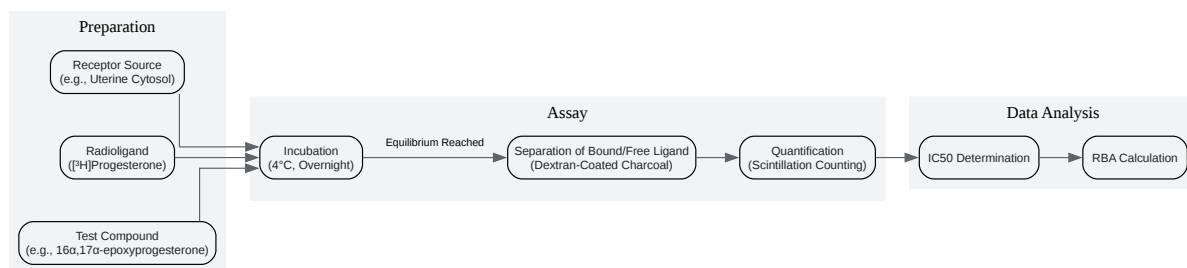 Preparation
Receptor Source
(e.g., Uterine Cytosol)
Radioligand
([³H]Progesterone)
Test Compound
(e.g., 16α,17α-epoxyprogesterone)
Assay
Incubation
(4°C, Overnight)
Equilibrium Reached
Separation of Bound/Free Ligand
(Dextran-Coated Charcoal)
Quantification
(Scintillation Counting)
Data Analysis
IC50 Determination
RBA Calculation